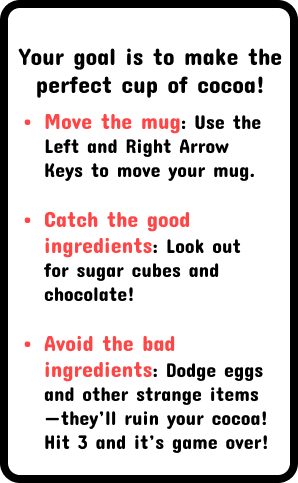 Your goal is to make the
perfect cup of cocoa!
• Move the mug: Use the
Left and Right Arrow
Keys to move your mug.
• Catch the good
ingredients: Look out
for sugar cubes and
chocolate!
• Avoid the bad
ingredients: Dodge eggs
and other strange items
—they'll ruin your cocoa!
Hit 3 and it's game over!